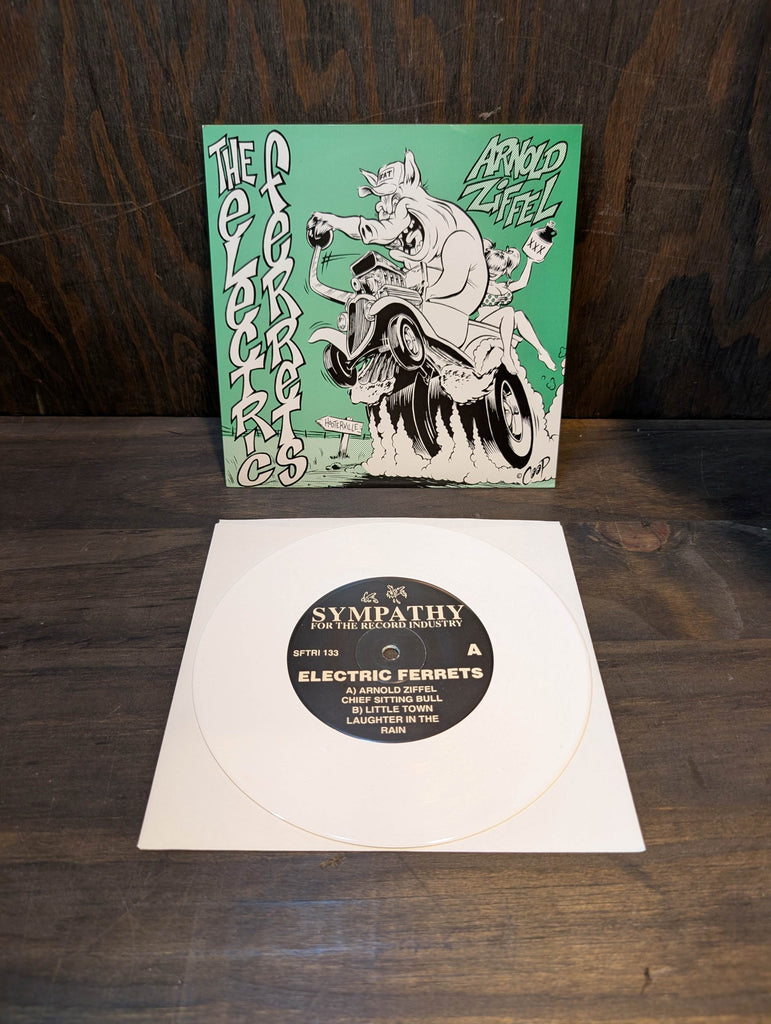 THE eLeCTRIC
feRReTS
ARNOLD
ZiffEL
FAT
XXX
HOOTERVILLE
© COOP
SYMPATHY
FOR THE RECORD INDUSTRY
SFTRI 133
A
ELECTRIC FERRETS
A) ARNOLD ZIFFEL
CHIEF SITTING BULL
B) LITTLE TOWN
LAUGHTER IN THE
RAIN